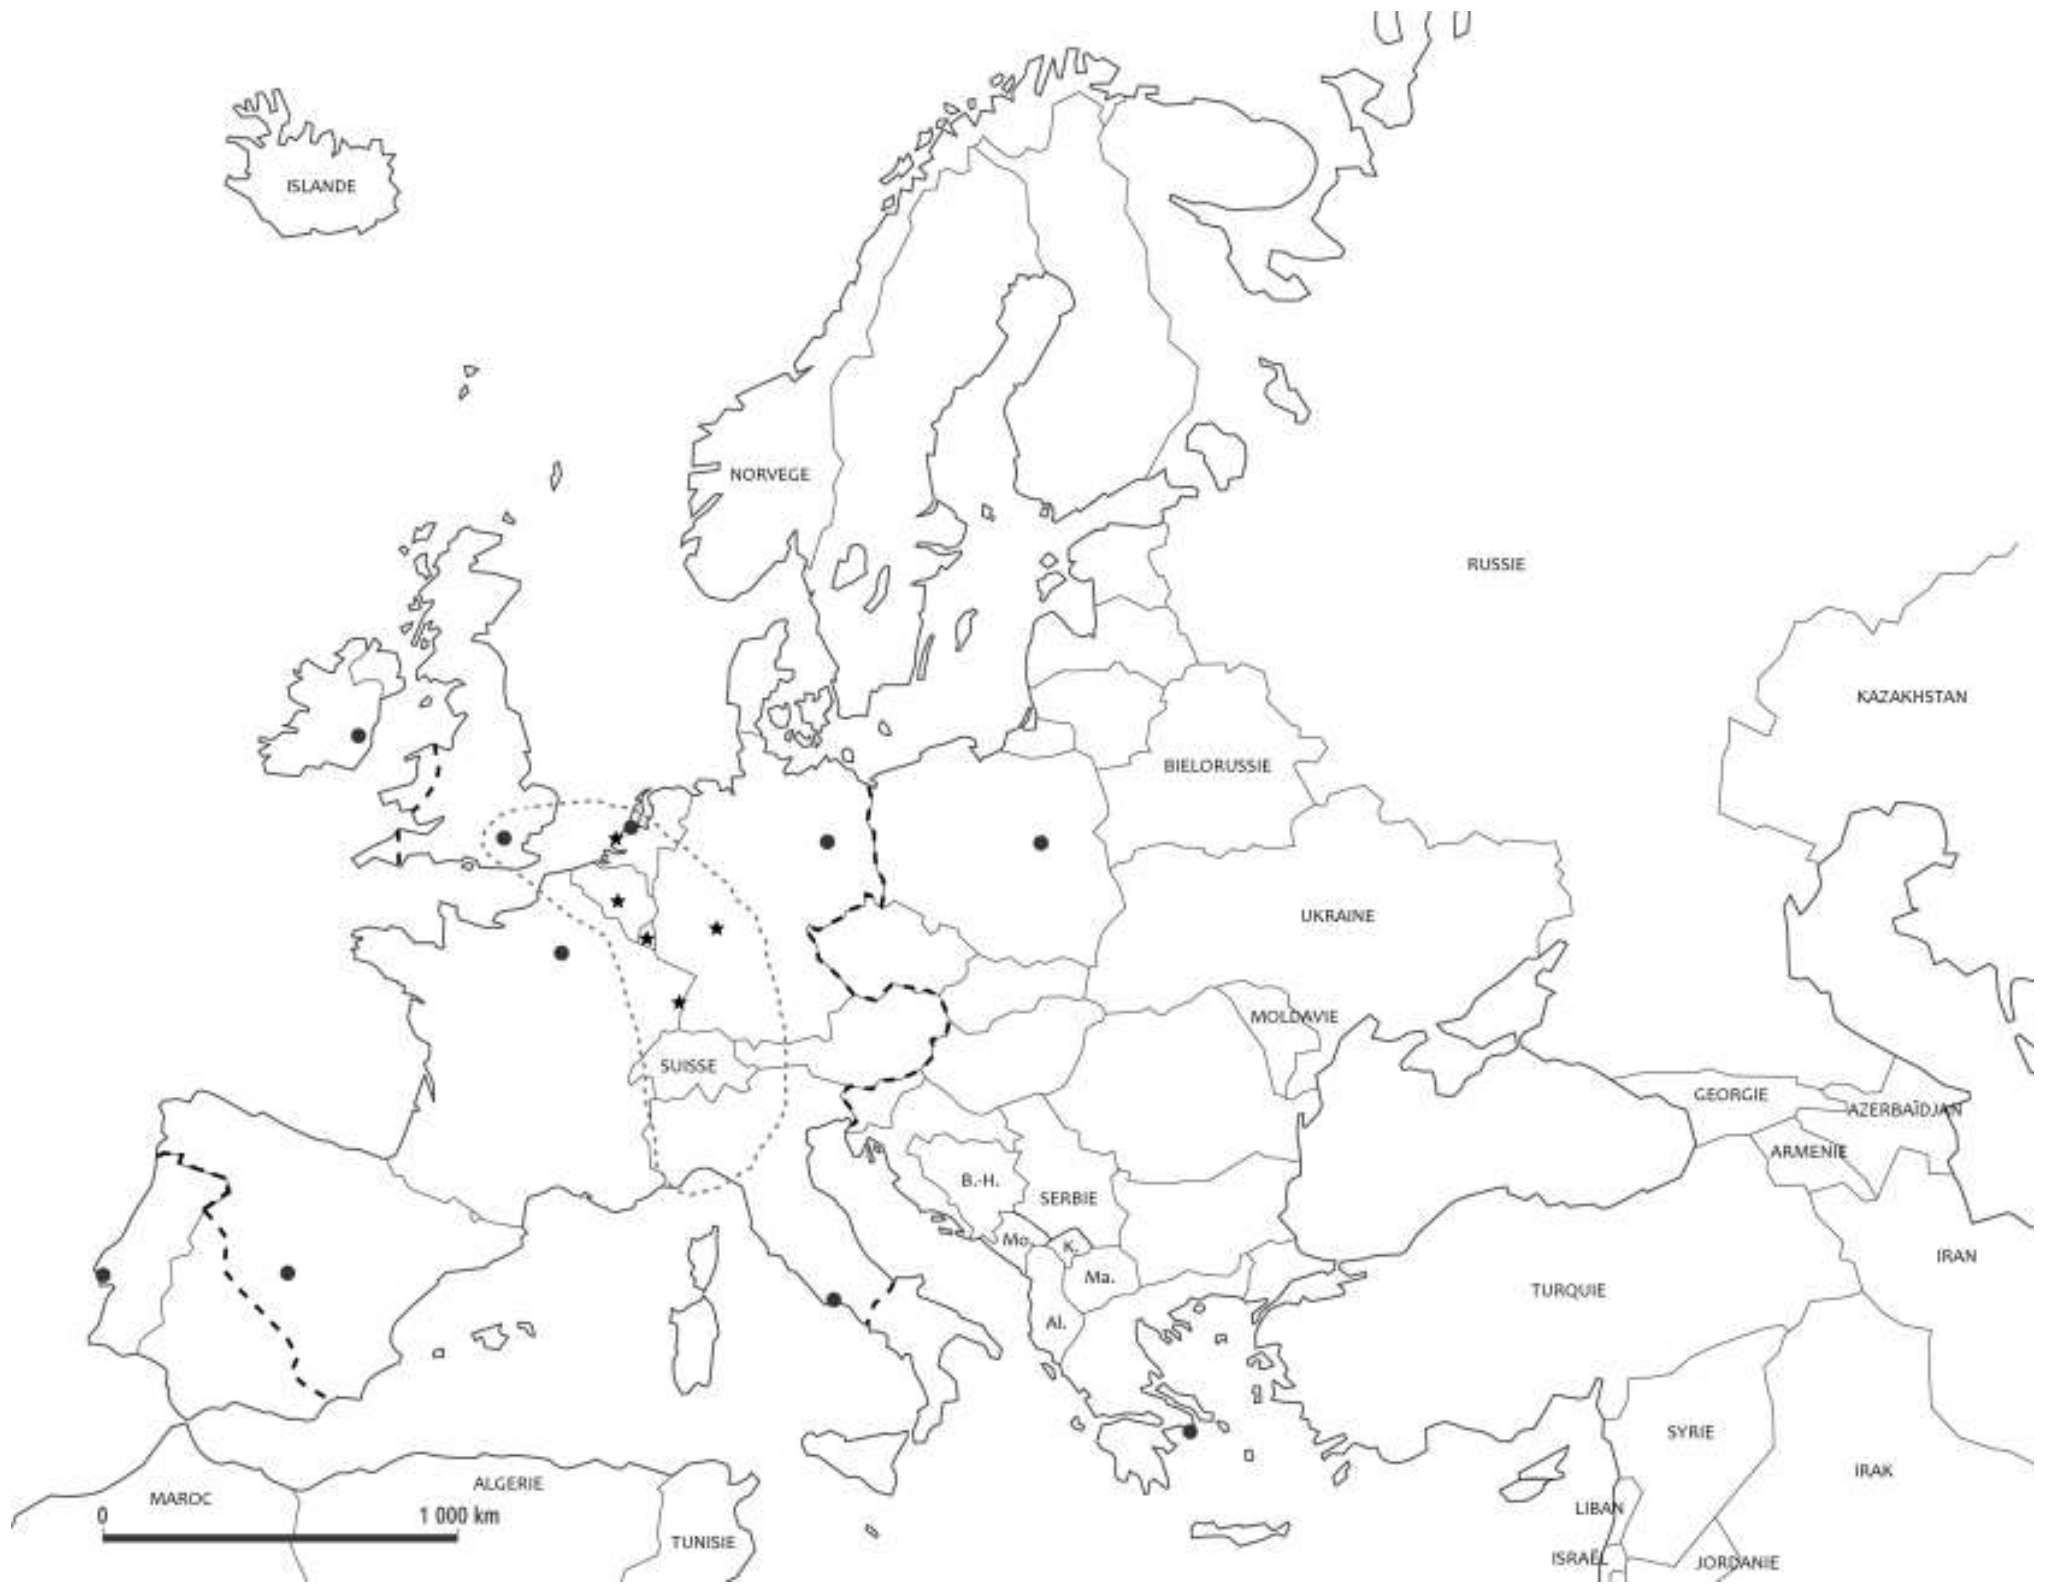 ISLANDE
NORVEGE
RUSSIE
KAZAKHSTAN
BIELORUSSIE
UKRAINE
MOLDAVIE
SUISSE
GEORGIE
AZERBAÏDJAN
ARMENIE
B.-H.
SERBIE
Mo.
K.
Ma.
Al.
IRAN
TURQUIE
SYRIE
IRAK
ALGERIE
MAROC
0 1 000 km
TUNISIE
LIBAN
ISRAËL
JORDANIE